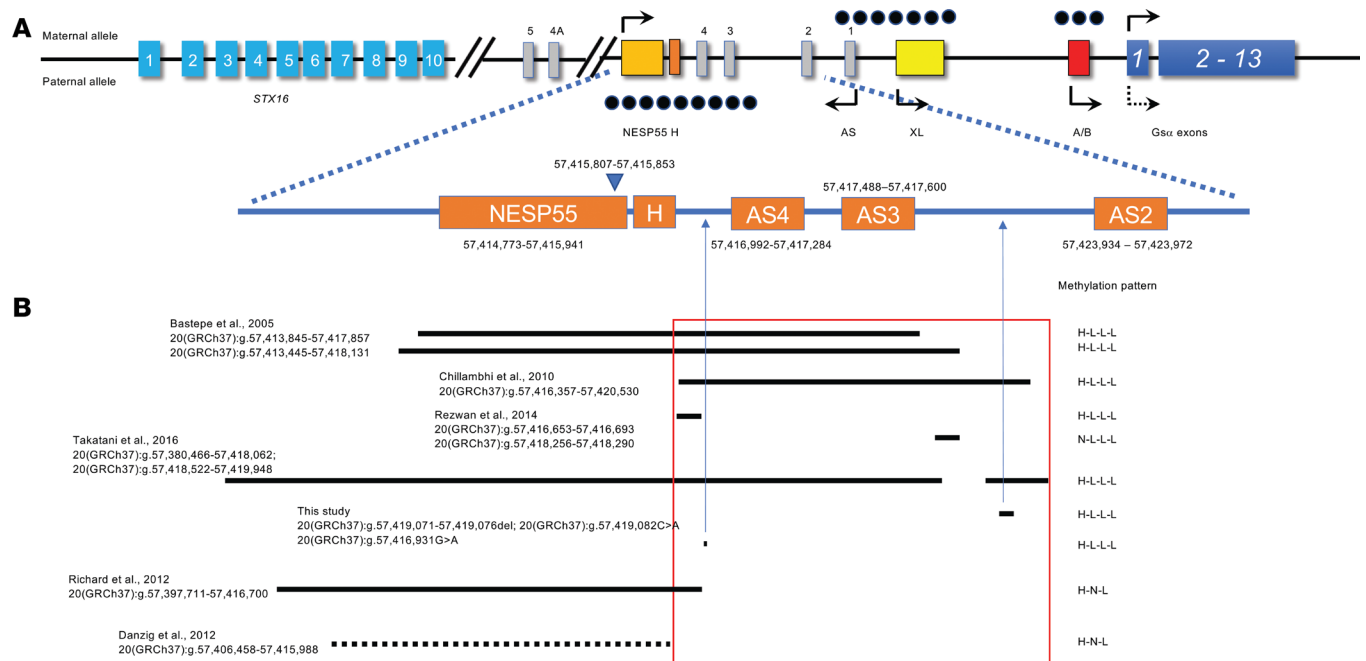 A
Maternal allele
Paternal allele
1 2 3 4 5 6 7 8 9 10
STX16
5 4A 4 3 2 1
1 2 - 13
NESP55 H AS XL A/B Gsα exons
57,415,807-57,415,853
57,417,488–57,417,600
NESP55 H AS4 AS3 AS2
57,414,773-57,415,941 57,416,992-57,417,284 57,423,934 – 57,423,972
Methylation pattern
B
Bastepe et al., 2005
20(GRCh37):g.57,413,845-57,417,857 H-L-L-L
20(GRCh37):g.57,413,445-57,418,131 H-L-L-L
Chillambhi et al., 2010
20(GRCh37):g.57,416,357-57,420,530 H-L-L-L
Rezwan et al., 2014 H-L-L-L
20(GRCh37):g.57,416,653-57,416,693
20(GRCh37):g.57,418,256-57,418,290 N-L-L-L
Takatani et al., 2016
20(GRCh37):g.57,380,466-57,418,062;
20(GRCh37):g.57,418,522-57,419,948 H-L-L-L
This study H-L-L-L
20(GRCh37):g.57,419,071-57,419,076del; 20(GRCh37):g.57,419,082C>A
20(GRCh37):g.57,416,931G>A H-L-L-L
Richard et al., 2012
20(GRCh37):g.57,397,711-57,416,700 H-N-L
Danzig et al., 2012
20(GRCh37):g.57,406,458-57,415,988 H-N-L